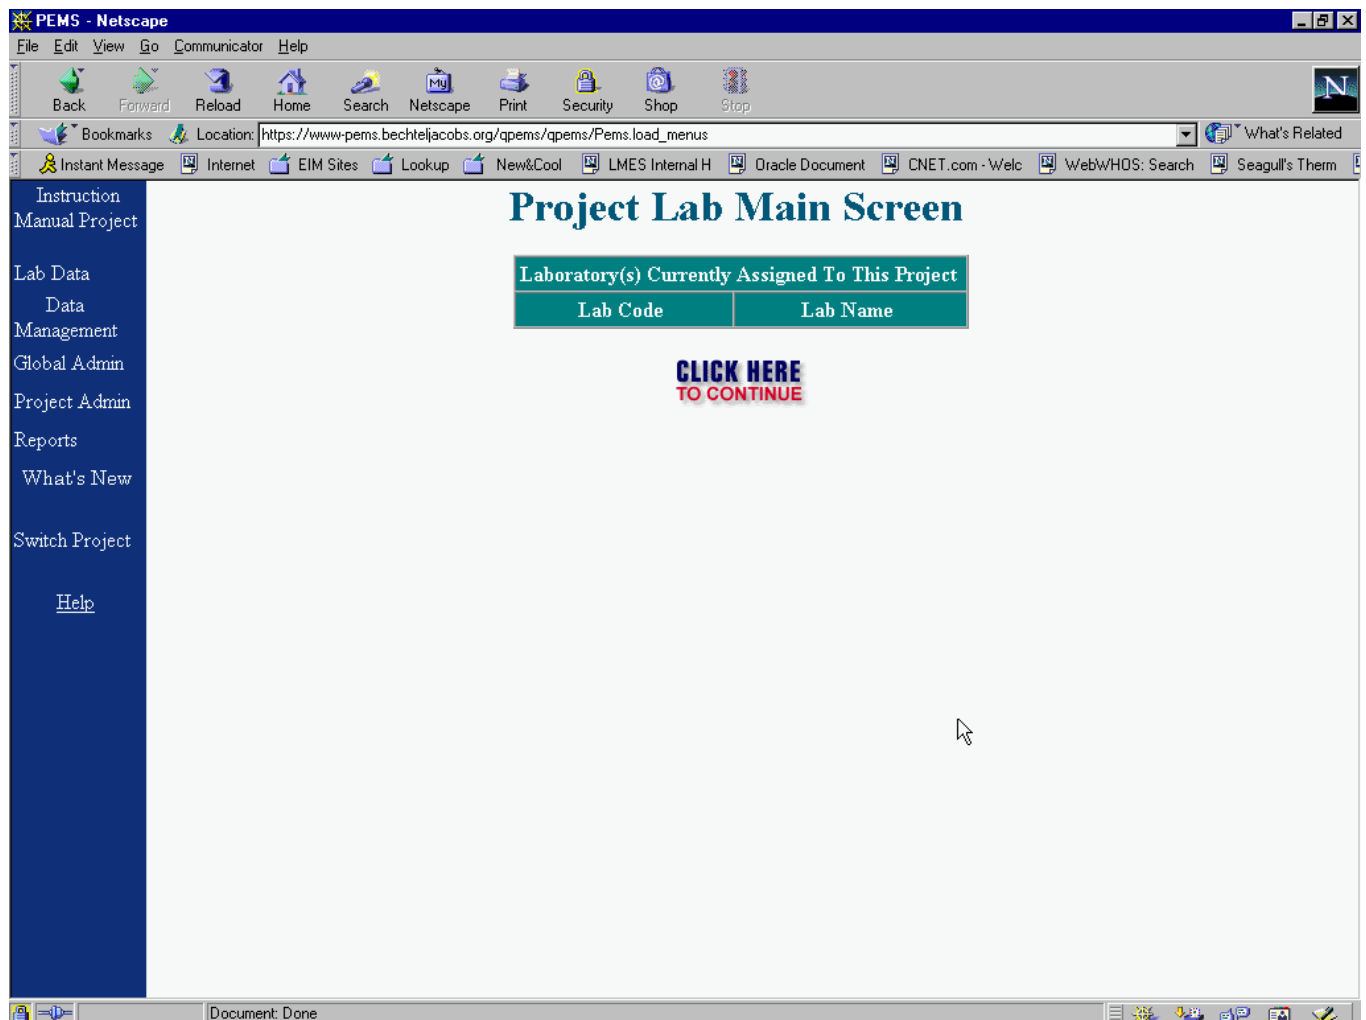 PEMS - Netscape
File Edit View Go Communicator Help
My
Back Forward Reload Home Search Netscape Print Security Shop Stop
N
Bookmarks Location: https://www-pems.bechteljacobs.org/qpems/qpems/Pems.load_menus What's Related
Instant Message Internet EIM Sites Lookup New&Cool LMES Internal H Oracle Document CNET.com - Welc WebWHOS: Search Seagull's Therm
Instruction
Manual Project
Lab Data
Data
Management
Global Admin
Project Admin
Reports
What's New
Switch Project
Help
Project Lab Main Screen
Laboratory(s) Currently Assigned To This Project
Lab Code Lab Name
CLICK HERE
TO CONTINUE
Document: Done